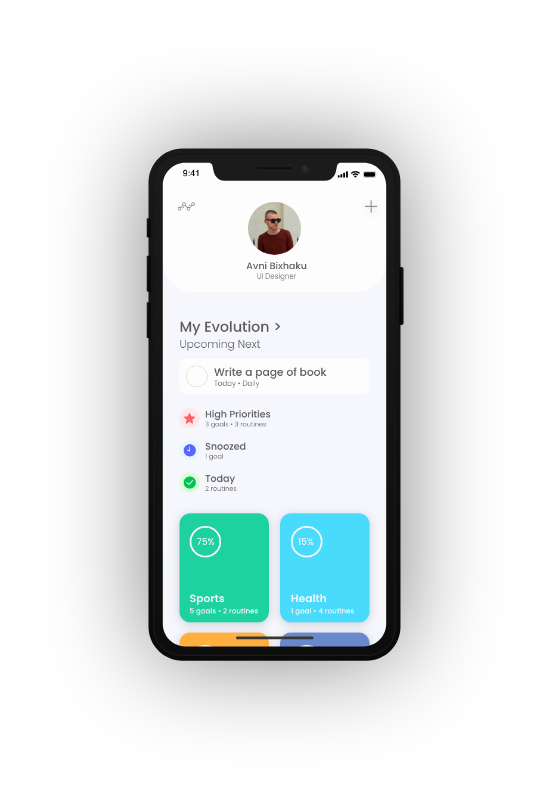 9:41
Avni Bixhaku
UI Designer
My Evolution >
Upcoming Next
Write a page of book
Today • Daily
High Priorities
3 goals • 3 routines
Snoozed
1 goal
Today
2 routines
75%
15%
Sports
Health
5 goals • 2 routines
1 goal • 4 routines